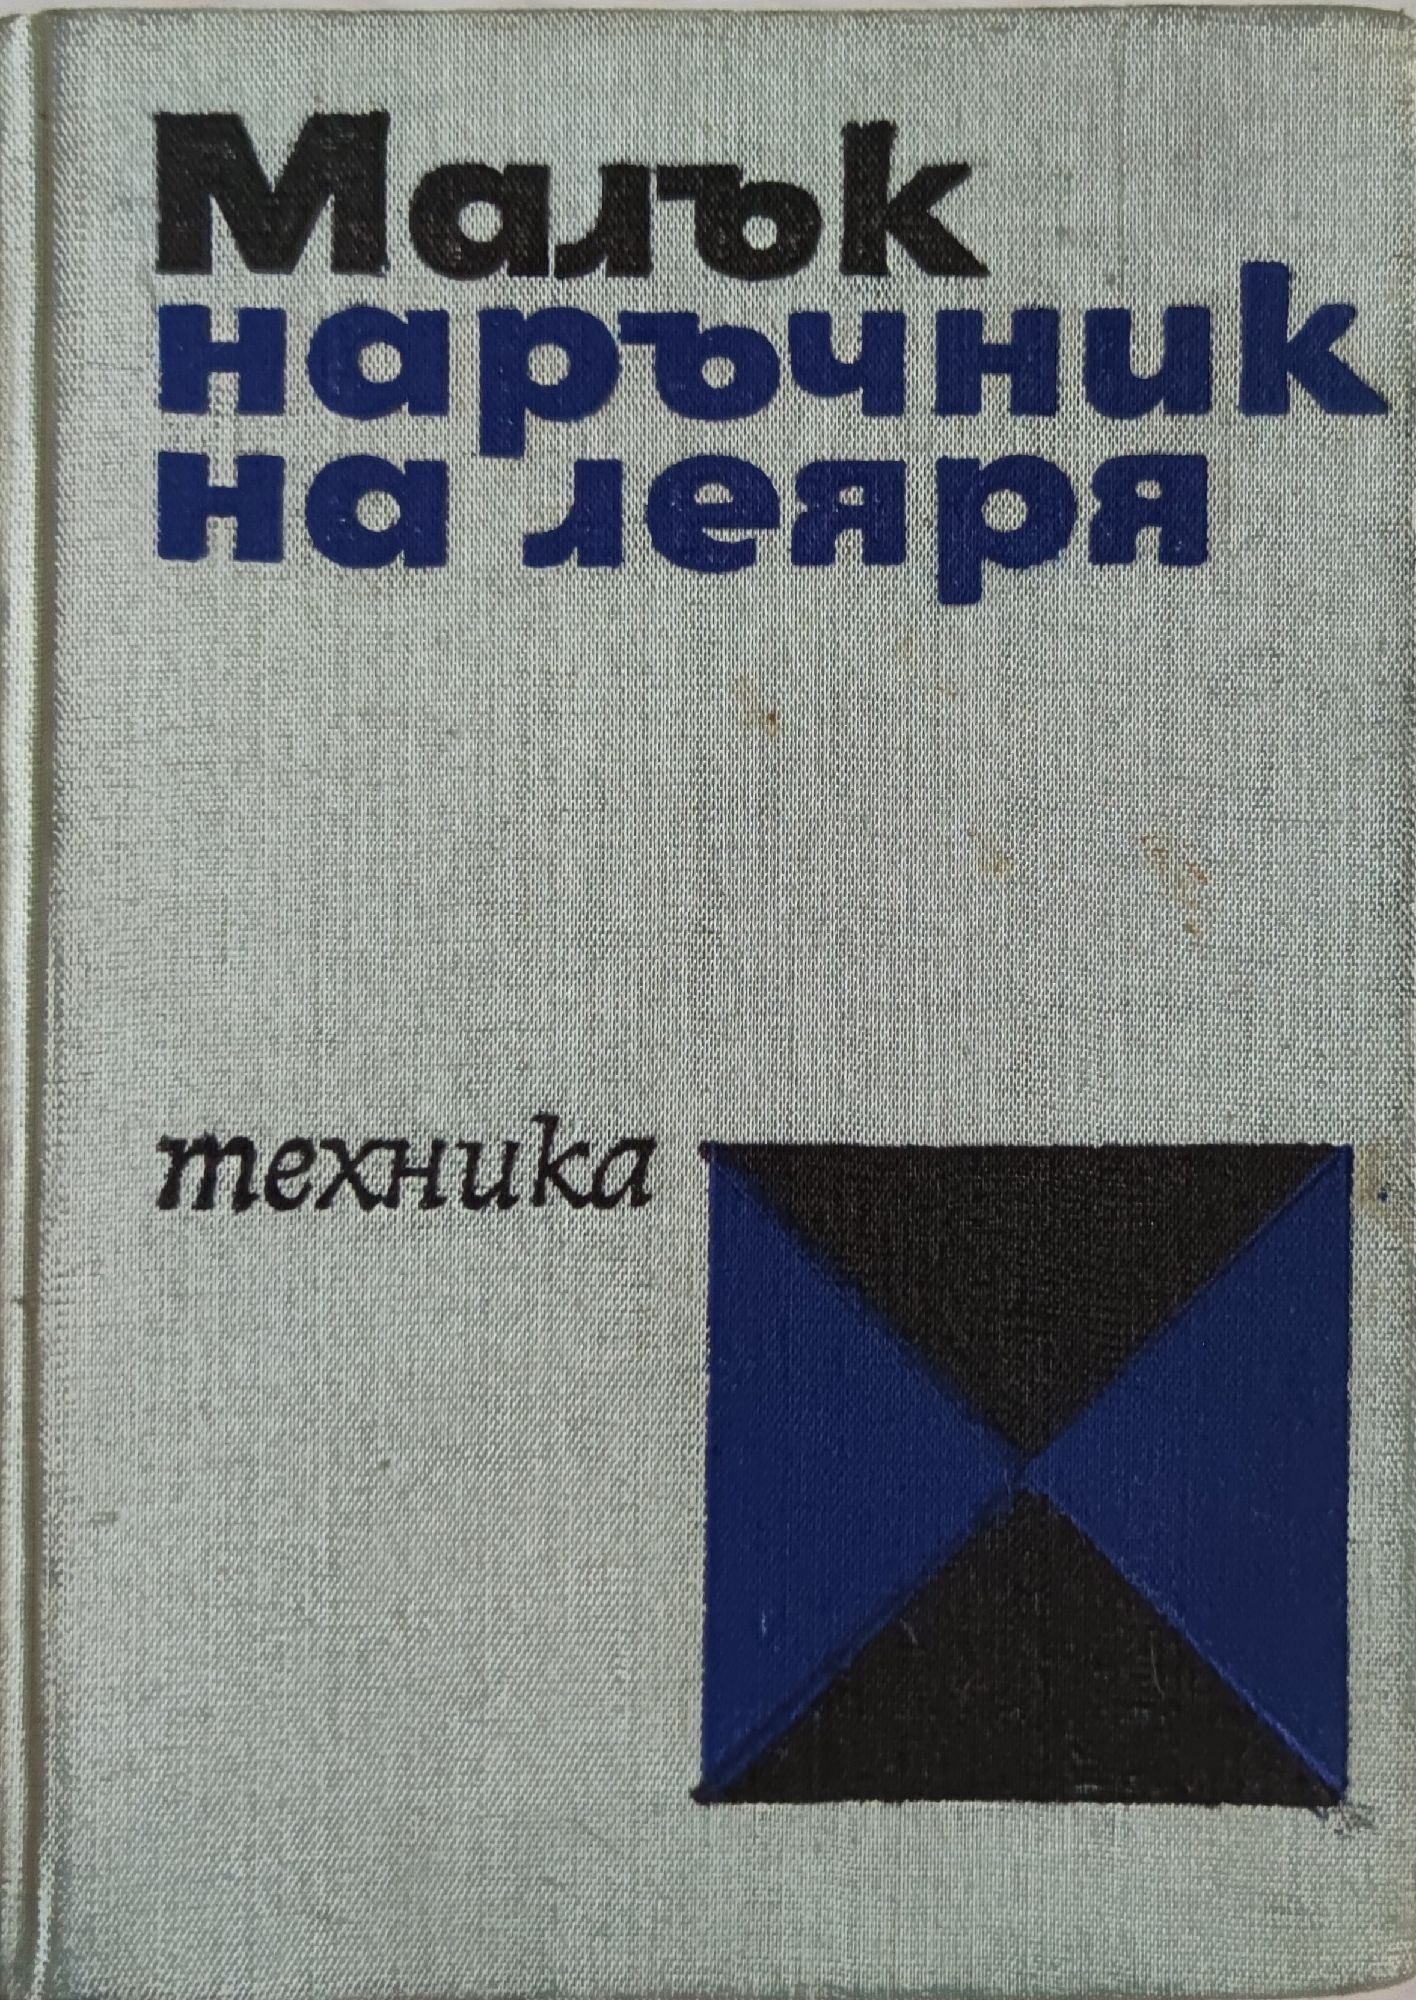 Малък
наръчник
на леяря
техника